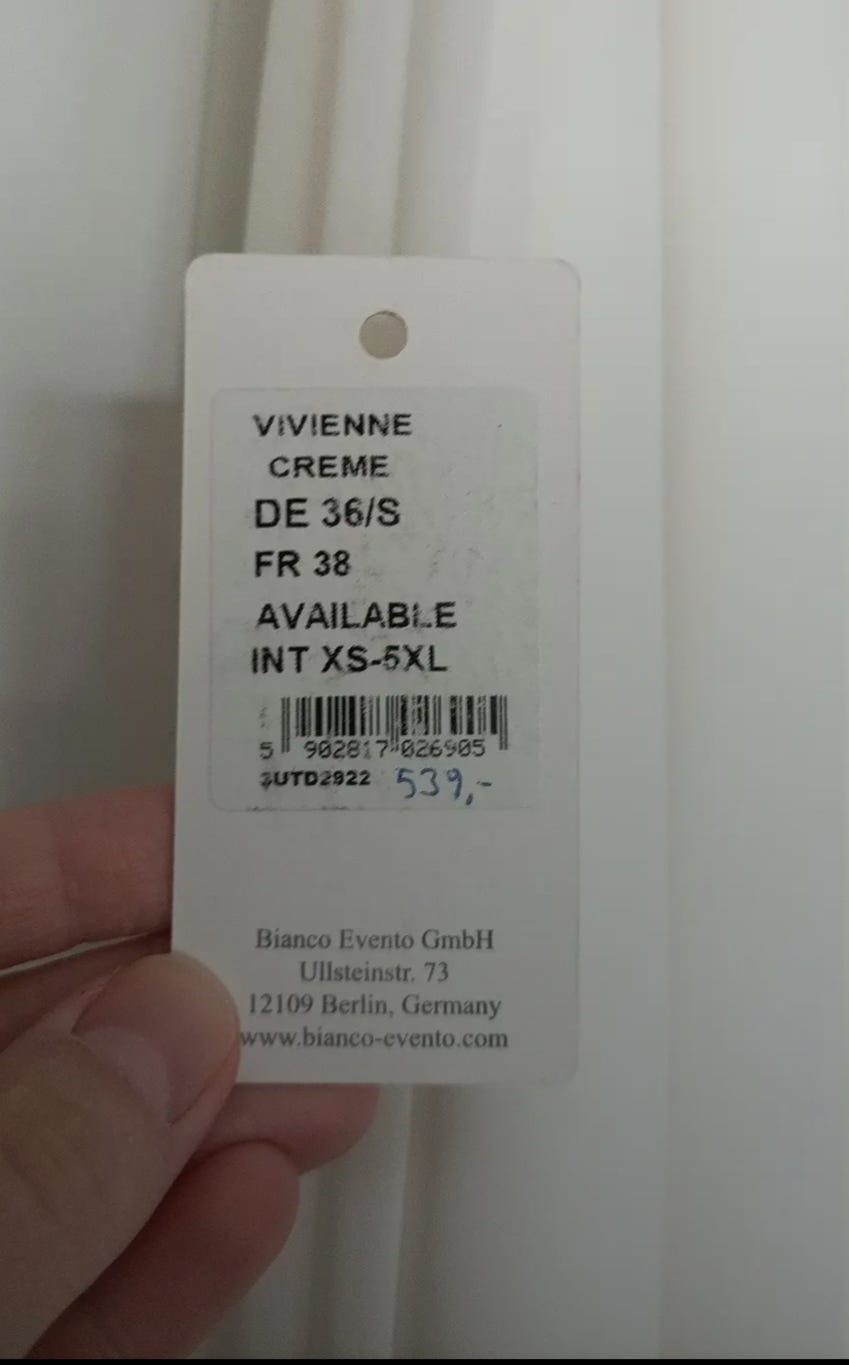 VIVIENNE
CREME
DE 36/S
FR 38
AVAILABLE
INT XS-5XL
5 902817 026905
3UTD2922 539,-
Bianco Evento GmbH
Ullsteinstr. 73
12109 Berlin, Germany
www.bianco-evento.com